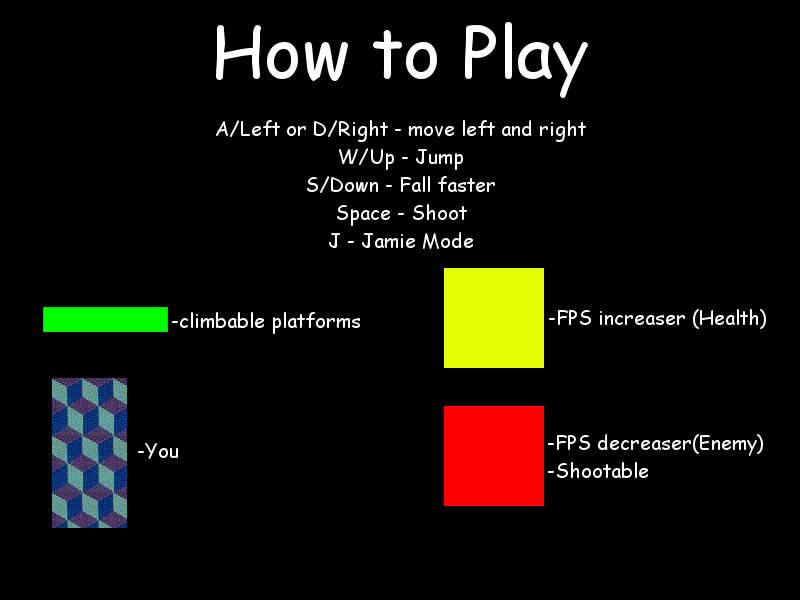 How to Play
A/Left or D/Right - move left and right
W/Up - Jump
S/Down - Fall faster
Space - Shoot
J - Jamie Mode
-climbable platforms
-FPS increaser (Health)
-You
-FPS decreaser(Enemy)
-Shootable